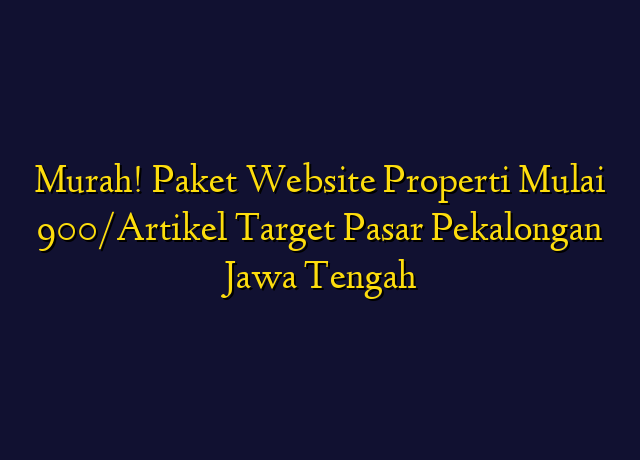 Murah! Paket Website Properti Mulai
900/Artikel Target Pasar Pekalongan
Jawa Tengah